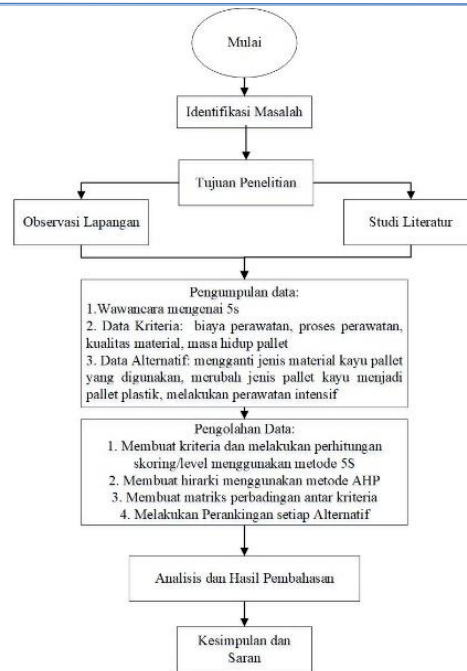 Mulai
Identifikasi Masalah
Tujuan Penelitian
Observasi Lapangan
Studi Literatur
Pengumpulan data:
1.Wawancara mengenai 5s
2. Data Kriteria: biaya perawatan, proses perawatan,
kualitas material, masa hidup pallet
3. Data Alternatif: mengganti jenis material kayu pallet
yang digunakan, merubah jenis pallet kayu menjadi
pallet plastik, melakukan perawatan intensif
Pengolahan Data:
1. Membuat kriteria dan melakukan perhitungan
skoring/level menggunakan metode 5S
2. Membuat hirarki menggunakan metode AHP
3. Membuat matriks perbadingan antar kriteria
4. Melakukan Perankingan setiap Alternatif
Analisis dan Hasil Pembahasan
Kesimpulan dan
Saran